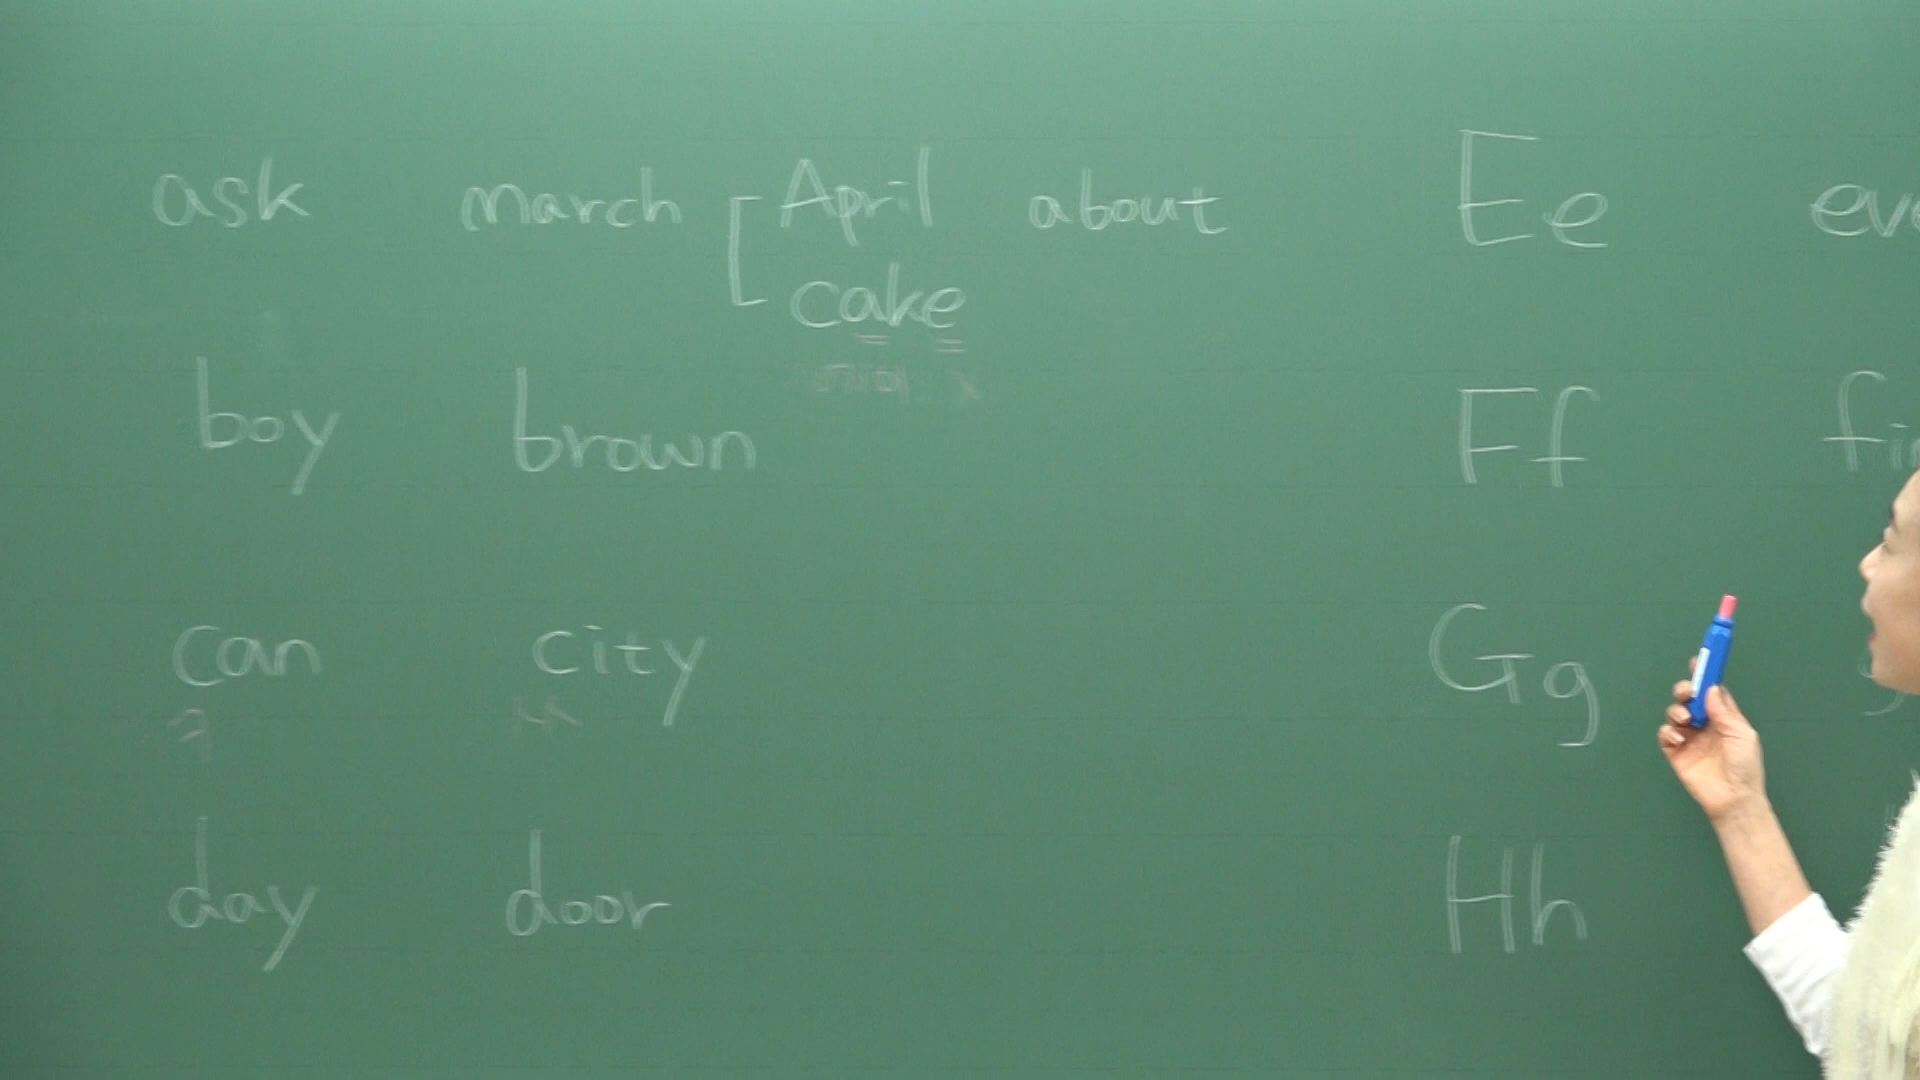 ask march April about Ee
cake
boy brown Ff
can city Gg
ㅋ ㅆ
day door Hh